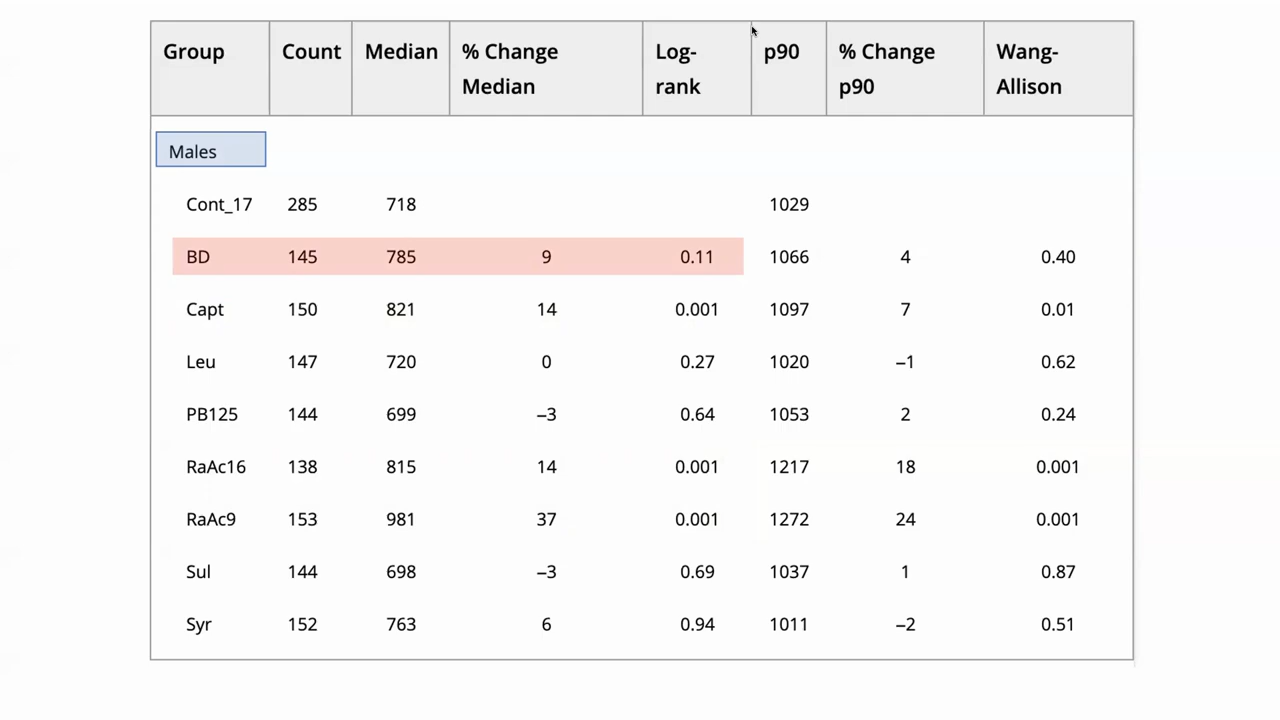 Group Count Median % Change Median Log-rank p90 % Change p90 Wang-Allison
Males
Cont_17 285 718 1029
BD 145 785 9 0.11 1066 4 0.40
Capt 150 821 14 0.001 1097 7 0.01
Leu 147 720 0 0.27 1020 –1 0.62
PB125 144 699 –3 0.64 1053 2 0.24
RaAc16 138 815 14 0.001 1217 18 0.001
RaAc9 153 981 37 0.001 1272 24 0.001
Sul 144 698 –3 0.69 1037 1 0.87
Syr 152 763 6 0.94 1011 –2 0.51